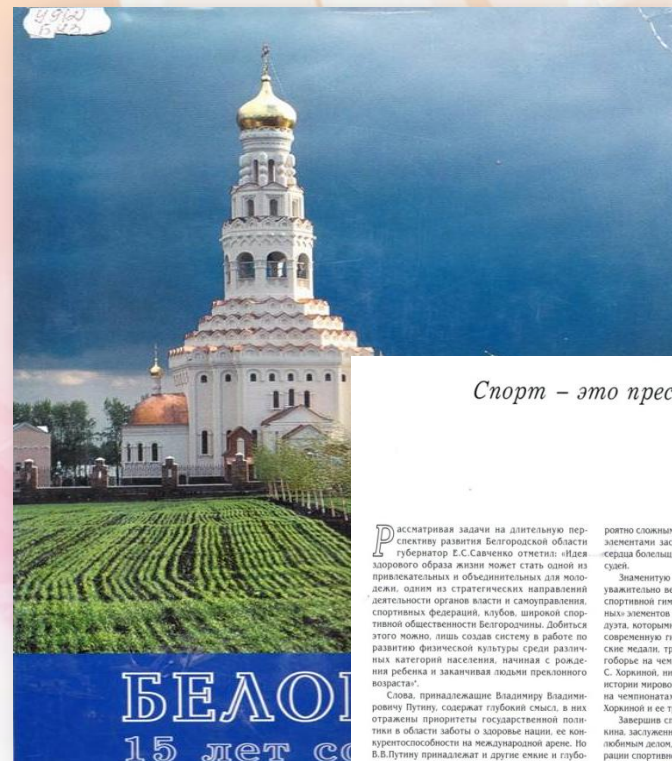 БЕЛО
15 лет со
Спорт – это прес
Рассматривая задачи на длительную пер-
спективу развития Белгородской области
губернатор Е.С.Савченко отметил: «Идея
здорового образа жизни может стать одной из
привлекательных и объединительных для моло-
дежи, одним из стратегических направлений
деятельности органов власти и самоуправления,
спортивных федераций, клубов, широкой спор-
тивной общественности Белгородчины. Добиться
этого можно, лишь создав систему в работе по
развитию физической культуры среди различ-
ных категорий населения, начиная с рожде-
ния ребенка и заканчивая людьми преклонного
возраста».
Слова, принадлежащие Владимиру Владими-
ровичу Путину, содержат глубокий смысл, в них
отражены приоритеты государственной поли-
тики в области заботы о здоровье нации, ее кон-
курентоспособности на международной арене. Но
В.В.Путину принадлежат и другие емкие и глубо-
роятно сложных
элементами зас
сердца болельщ
судей.
Знаменитую
уважительно ве
спортивной гим
ных» элементов
дуэта, которым
современную ги
ские медали, тр
гоборье на чем
С. Хоркиной, ни
истории мирово
на чемпионатах
Хоркиной и ее т
Завершив сп
кина, заслужен
любимым делом
рации спортивн